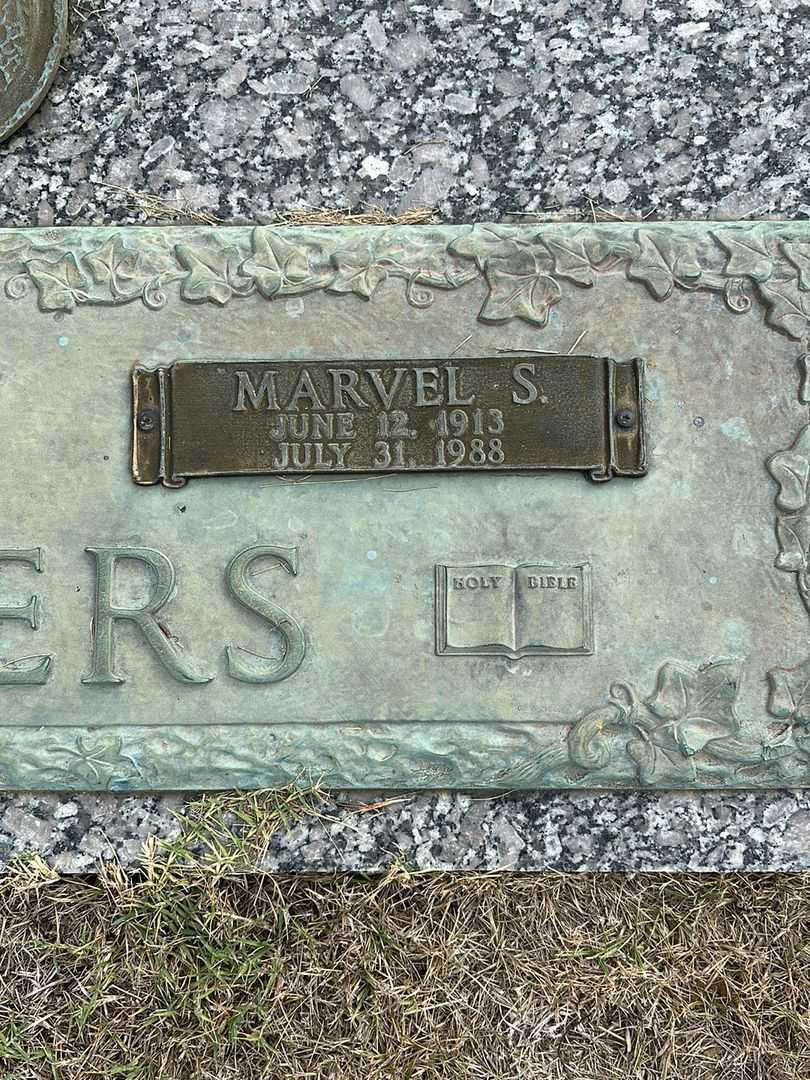 MARVEL S.
JUNE 12, 1913
JULY 31, 1988
ERS
HOLY BIBLE